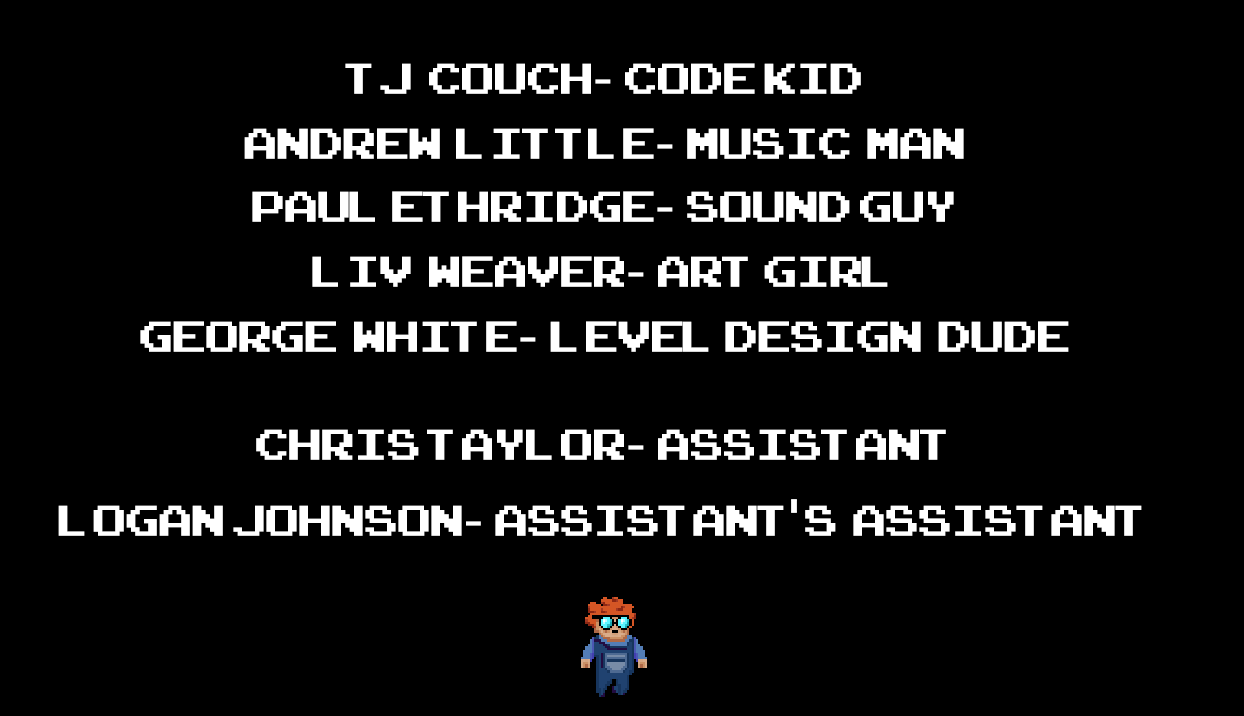 TJ COUCH- CODE KID
ANDREW LITTLE- MUSIC MAN
PAUL ETHRIDGE- SOUND GUY
LIV WEAVER- ART GIRL
GEORGE WHITE- LEVEL DESIGN DUDE
CHRIS TAYLOR- ASSISTANT
LOGAN JOHNSON- ASSISTANT'S ASSISTANT